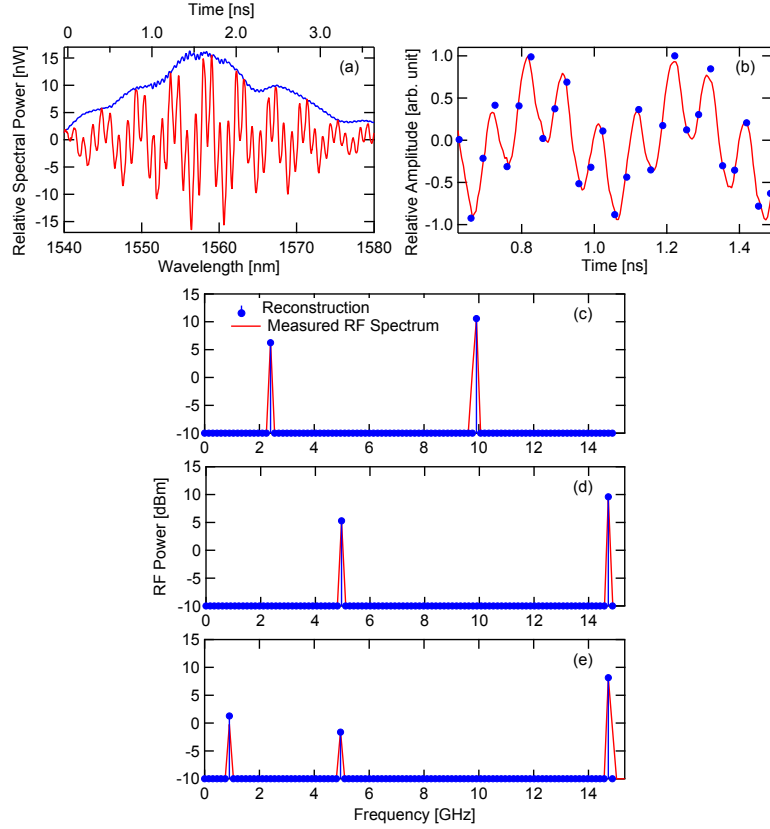 Time [ns]
0 1 2 3
(a)
Relative Spectral Power [nW]
15
10
5
0
-5
-10
-15
1540 1550 1560 1570 1580
Wavelength [nm]
(b)
Relative Amplitude [arb. unit]
1.0
0.5
0.0
-0.5
-1.0
0.8 1.0 1.2 1.4
Time [ns]
(c)
Reconstruction
Measured RF Spectrum
15
10
5
0
-5
-10
0 2 4 6 8 10 12 14
(d)
RF Power [dBm]
15
10
5
0
-5
-10
0 2 4 6 8 10 12 14
(e)
15
10
5
0
-5
-10
0 2 4 6 8 10 12 14
Frequency [GHz]